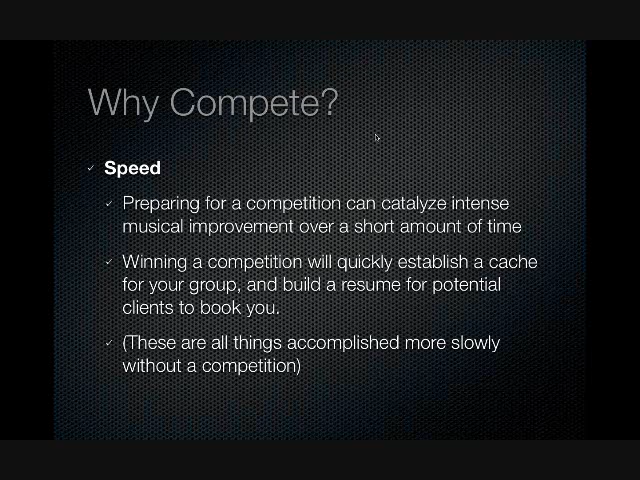 Why Compete?
Speed
Preparing for a competition can catalyze intense
musical improvement over a short amount of time
Winning a competition will quickly establish a cache
for your group, and build a resume for potential
clients to book you.
(These are all things accomplished more slowly
without a competition)